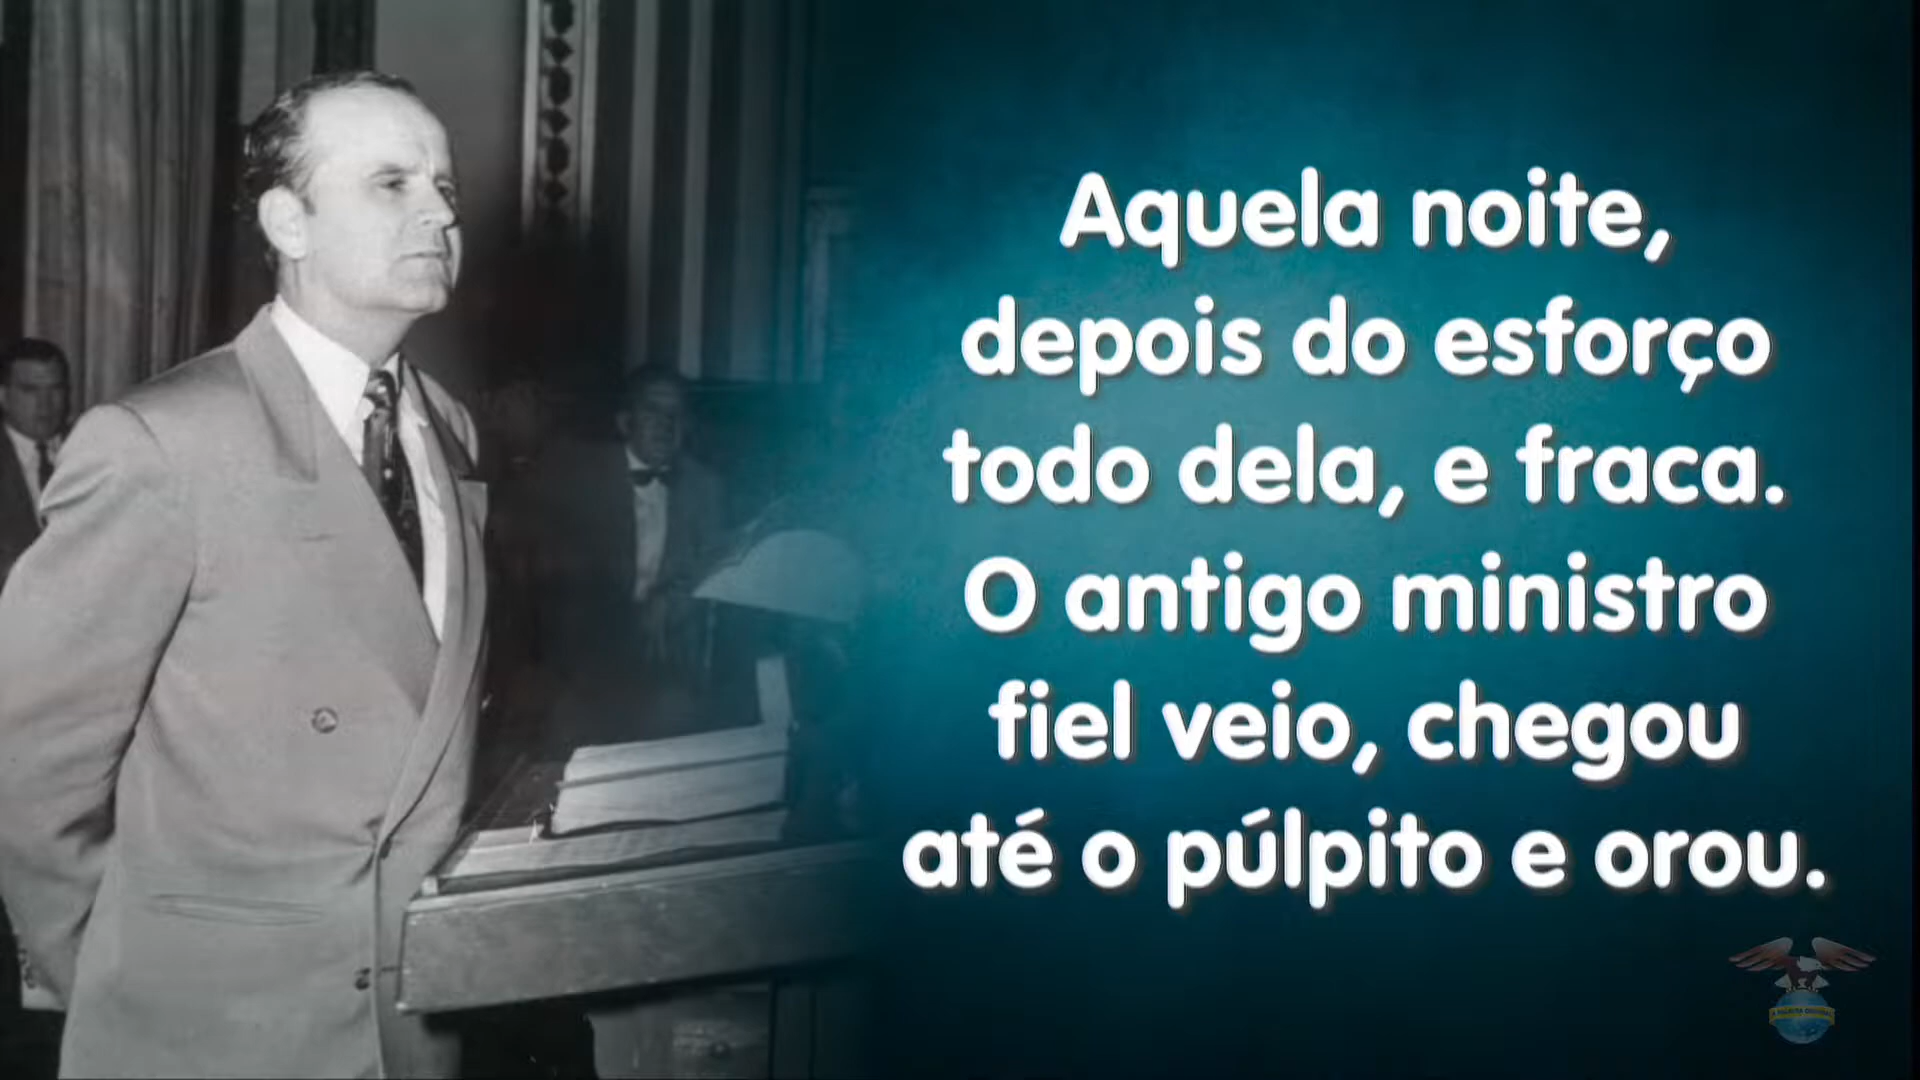 Aquela noite,
depois do esforço
todo dela, e fraca.
O antigo ministro
fiel veio, chegou
até o púlpito e orou.